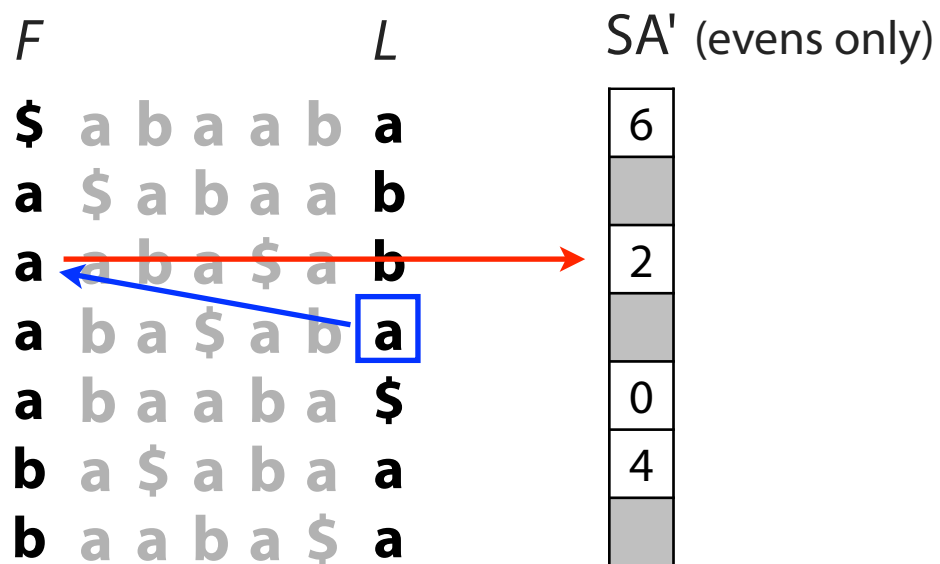 F L SA' (evens only)
$ a b a a b a 6
a $ a b a a b
a a b a $ a b 2
a b a $ a b a
a b a a b a $ 0
b a $ a b a a 4
b a a b a $ a